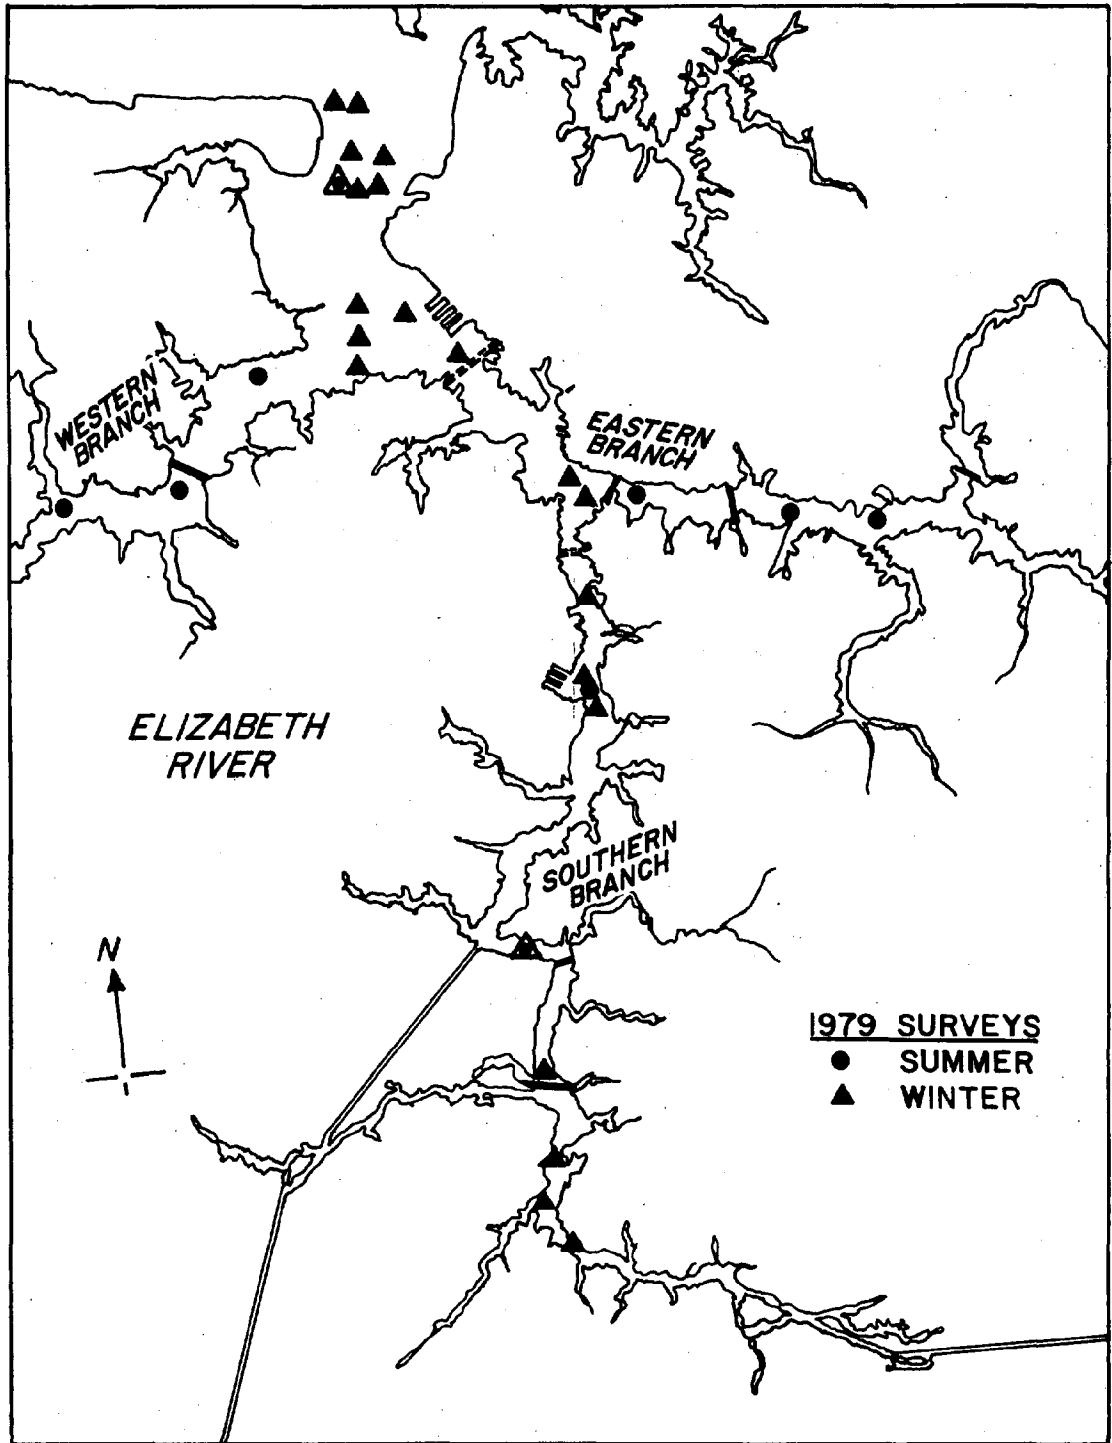 WESTERN
BRANCH
EASTERN
BRANCH
ELIZABETH
RIVER
SOUTHERN
BRANCH
N
1979 SURVEYS
SUMMER
WINTER